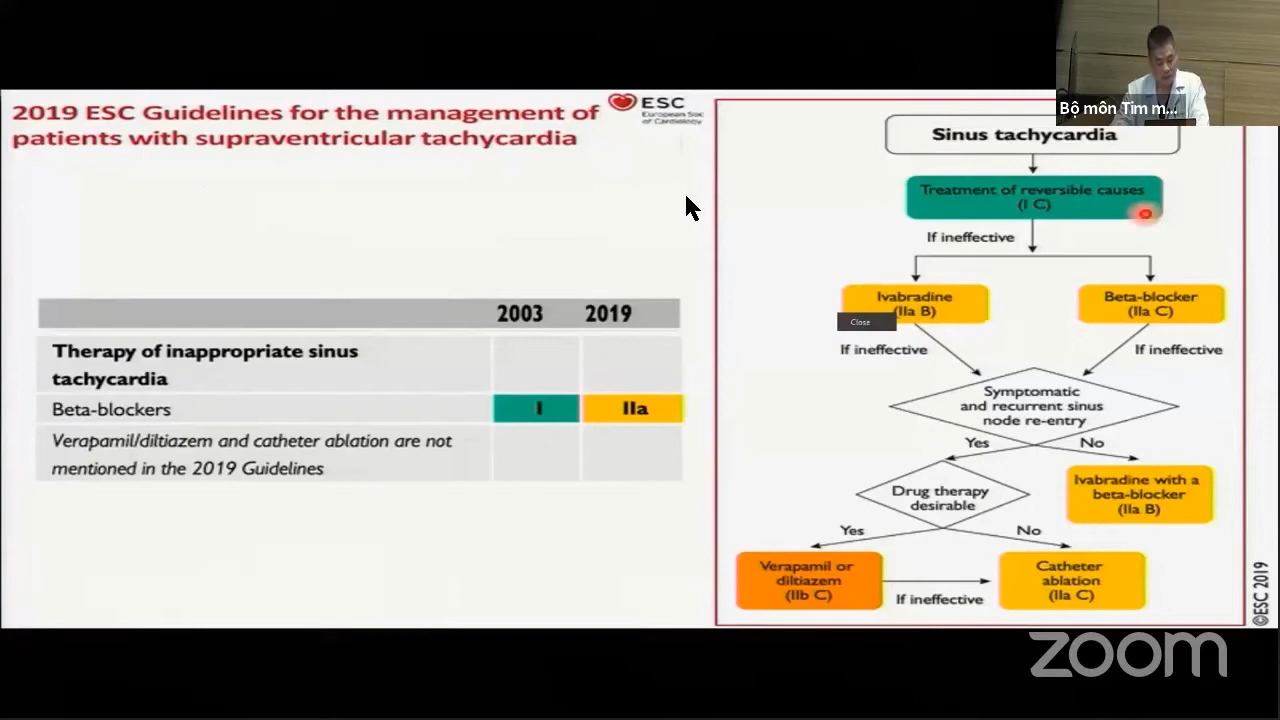 2019 ESC Guidelines for the management of
patients with supraventricular tachycardia
ESC
European Soc
of Cardiology
Bộ môn Tim m...
2003 2019
Therapy of inappropriate sinus
tachycardia
Beta-blockers I IIa
Verapamil/diltiazem and catheter ablation are not
mentioned in the 2019 Guidelines
Sinus tachycardia
Treatment of reversible causes
(I C)
If ineffective
Ivabradine
(IIa B)
Close
Beta-blocker
(IIa C)
If ineffective
If ineffective
Symptomatic
and recurrent sinus
node re-entry
Yes
No
Drug therapy
desirable
Ivabradine with a
beta-blocker
(IIa B)
Yes
No
Verapamil or
diltiazem
(IIb C)
If ineffective
Catheter
ablation
(IIa C)
©ESC 2019
zoom